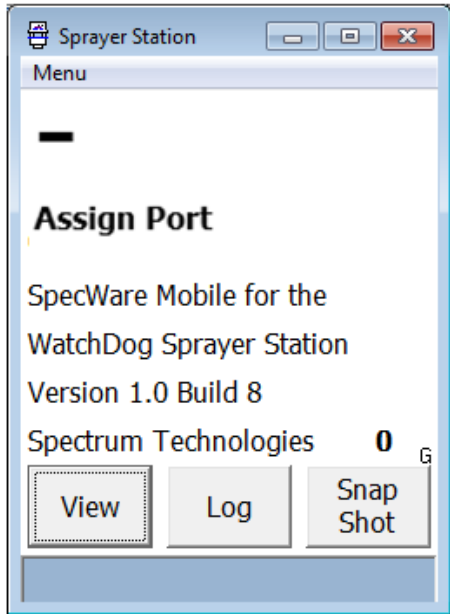 Sprayer Station
Menu
–
Assign Port
SpecWare Mobile for the
WatchDog Sprayer Station
Version 1.0 Build 8
Spectrum Technologies 0 G
View Log Snap Shot